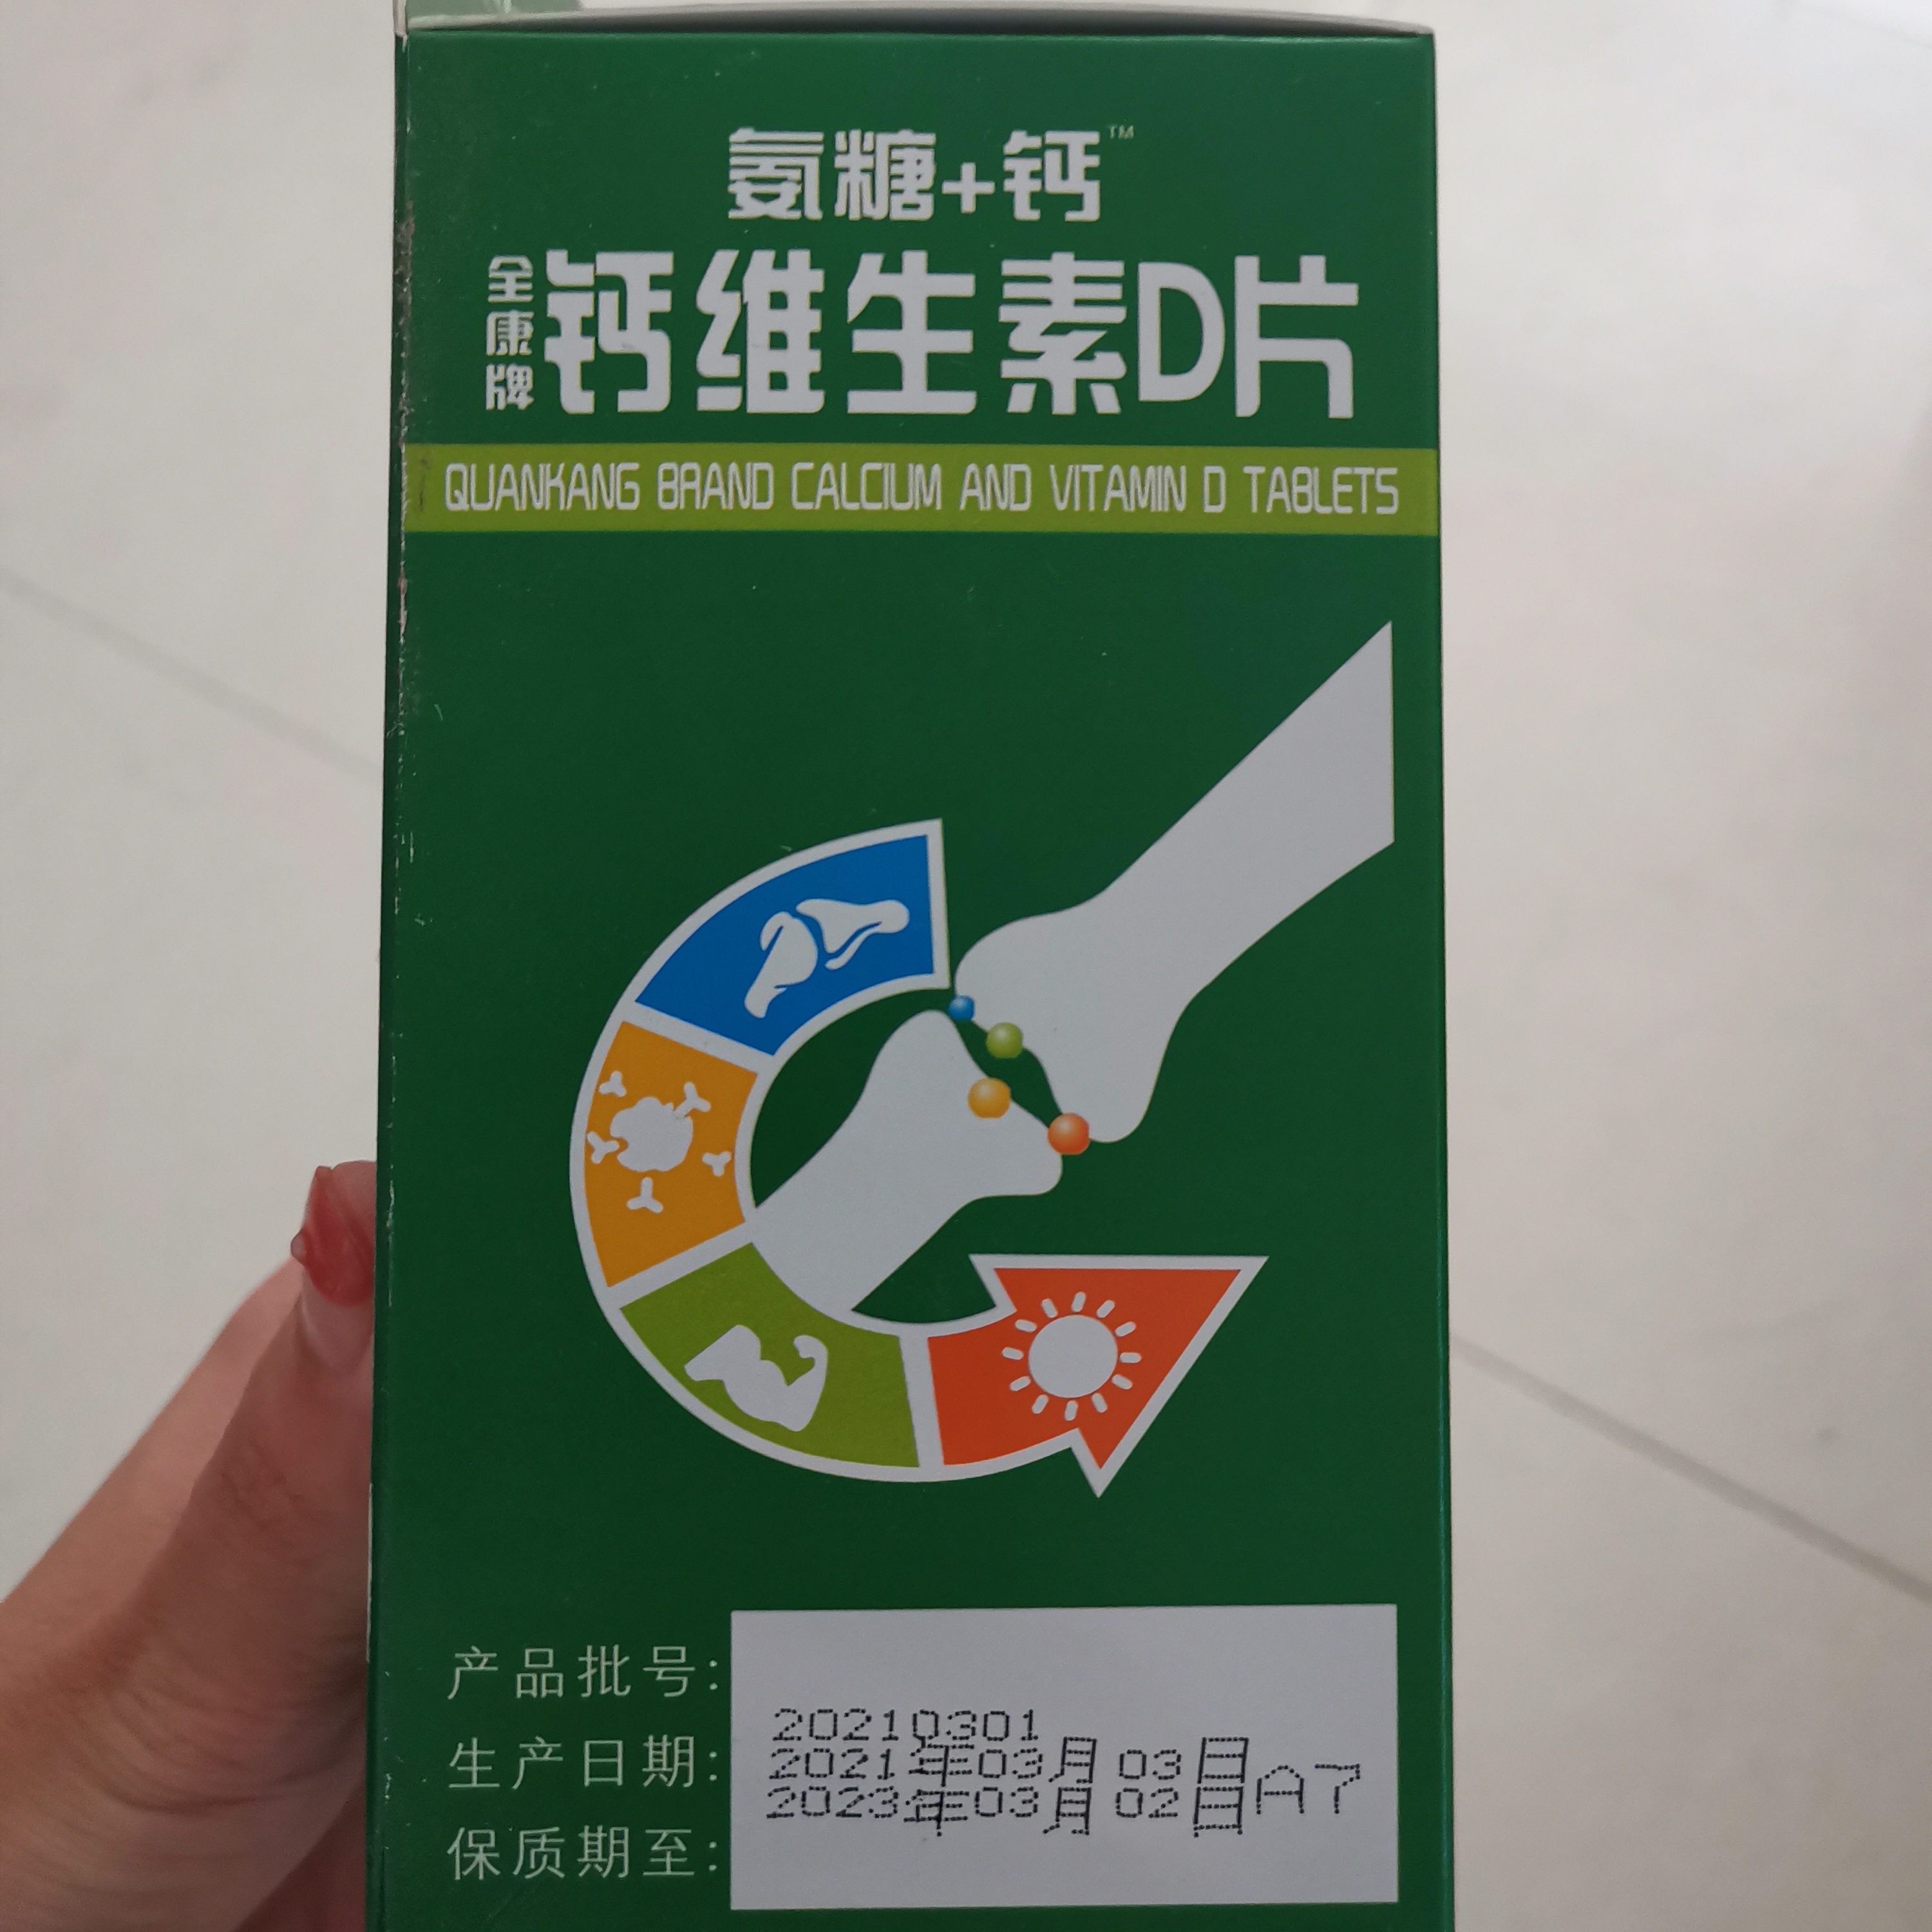 氨糖+钙™
全康牌
钙维生素D片
QUANKANG BRAND CALCIUM AND VITAMIN D TABLETS
产品批号:
20210301
生产日期:
2021年03月03日
保质期至:
2023年03月02日 A7